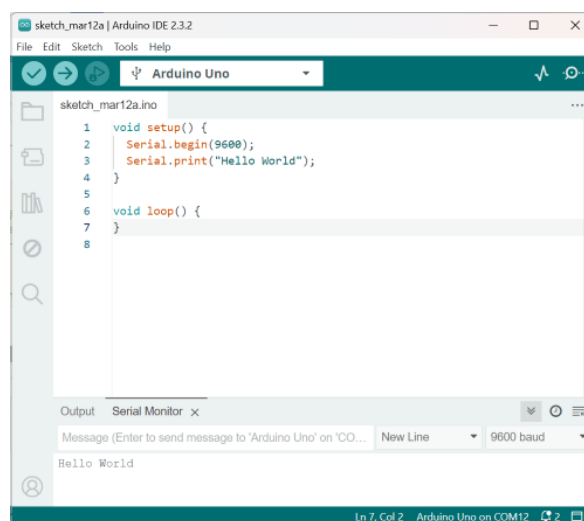 sketch_mar12a | Arduino IDE 2.3.2
File Edit Sketch Tools Help
Arduino Uno
sketch_mar12a.ino
1 void setup() {
2 Serial.begin(9600);
3 Serial.print("Hello World");
4 }
5
6 void loop() {
7 }
8
Output Serial Monitor
Message (Enter to send message to 'Arduino Uno' on 'CO... New Line 9600 baud
Hello World
Ln 7, Col 2 Arduino Uno on COM12 2